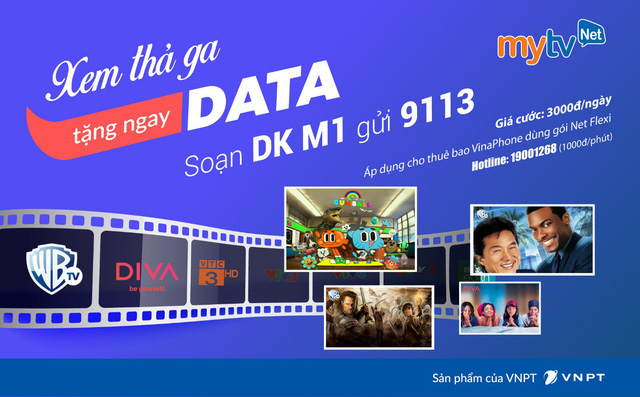 mytv Net
Xem thả ga
tặng ngay
DATA
Soạn DK M1 gửi 9113
Giá cước: 3000đ/ngày
Áp dụng cho thuê bao VinaPhone dùng gói Net Flexi
Hotline: 19001268 (1000đ/phút)
WB TV
DIVA
be yourself
VTC
3 HD
GUMBALL
DIVA
Sản phẩm của VNPT
VNPT